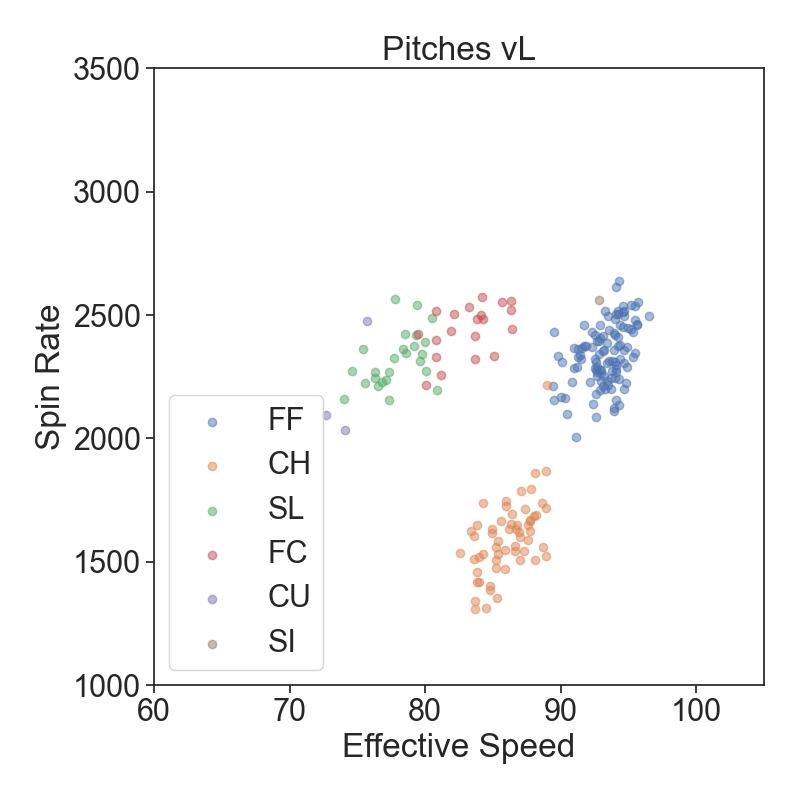 Pitches vL
3500
3000
2500
2000
1500
1000
Spin Rate
FF
CH
SL
FC
CU
SI
60 70 80 90 100
Effective Speed